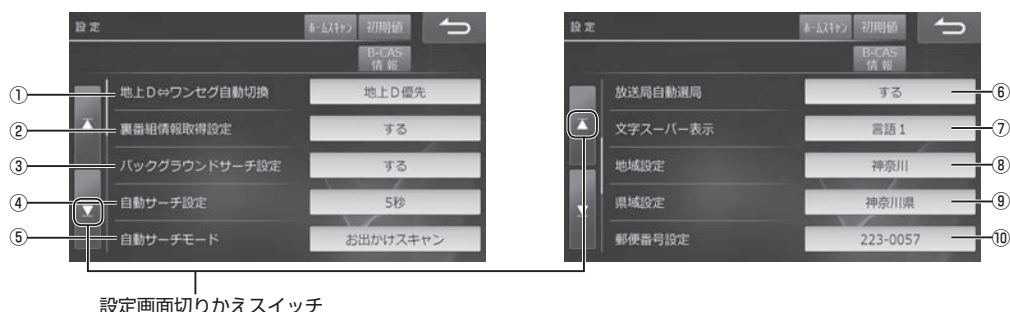 設定 ホームスキャン 初期値
B-CAS
情報
① 地上D⇔ワンセグ自動切換 地上D優先
② 裏番組情報取得設定 する
③ バックグラウンドサーチ設定 する
④ 自動サーチ設定 5秒
⑤ 自動サーチモード お出かけスキャン
設定 ホームスキャン 初期値
B-CAS
情報
放送局自動選局 する ⑥
文字スーパー表示 言語1 ⑦
地域設定 神奈川 ⑧
県域設定 神奈川県 ⑨
郵便番号設定 223-0057 ⑩
設定画面切りかえスイッチ